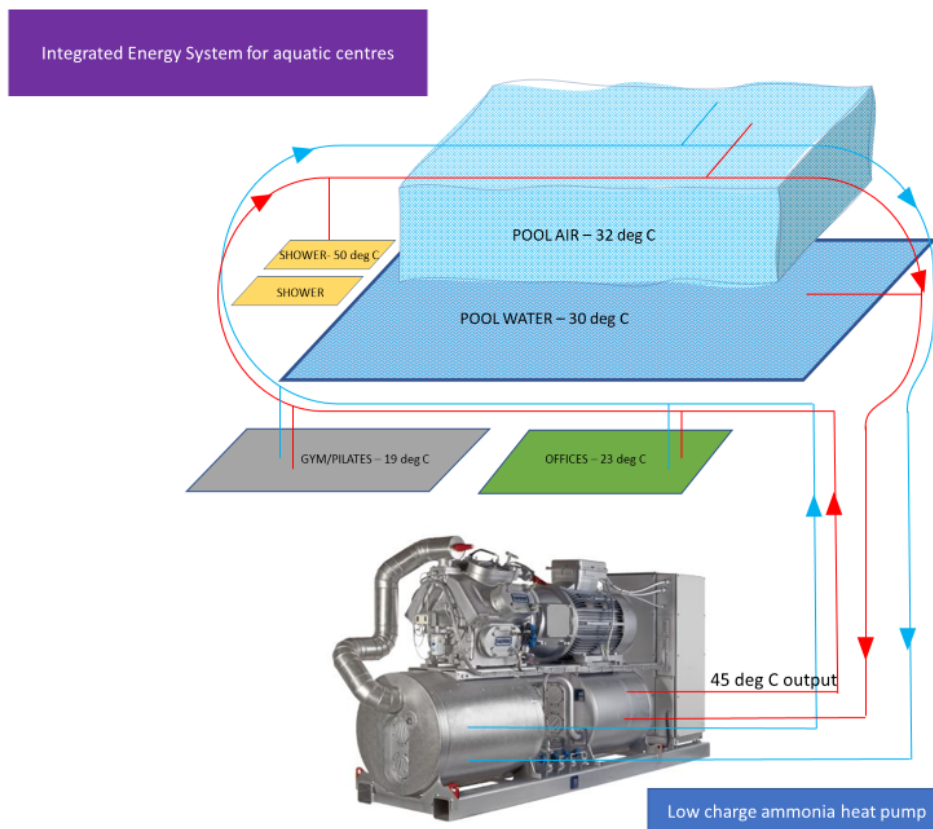 Integrated Energy System for aquatic centres
POOL AIR – 32 deg C
SHOWER- 50 deg C
SHOWER
POOL WATER – 30 deg C
GYM/PILATES – 19 deg C
OFFICES – 23 deg C
45 deg C output
Low charge ammonia heat pump